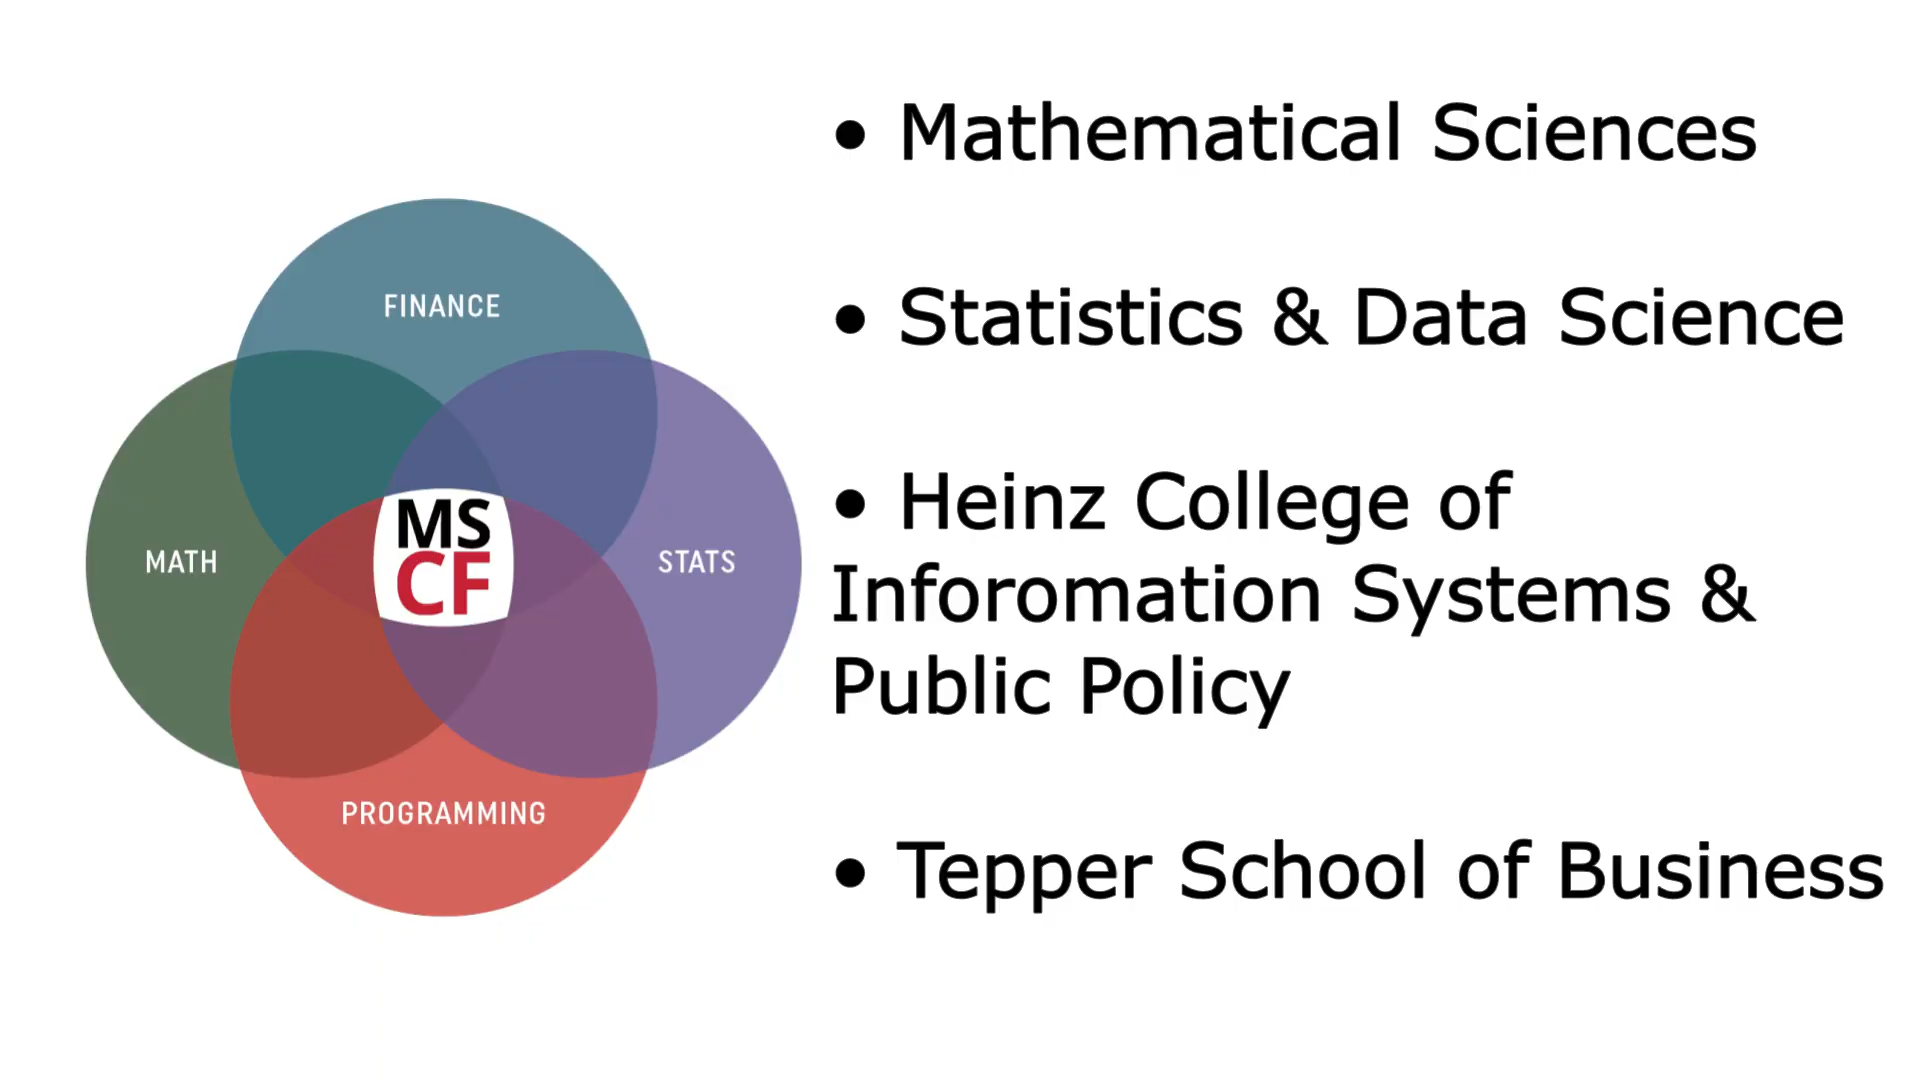 FINANCE
MATH
MS
CF
STATS
PROGRAMMING
• Mathematical Sciences
• Statistics & Data Science
• Heinz College of
Inforomation Systems &
Public Policy
• Tepper School of Business